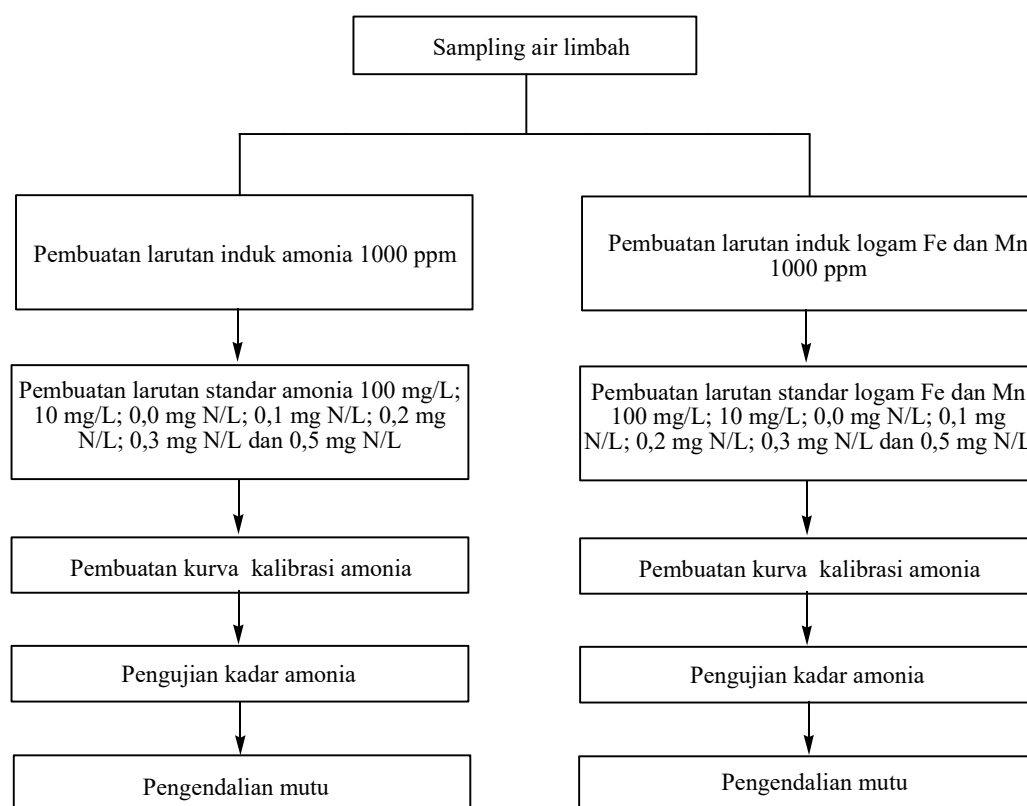 Sampling air limbah
Pembuatan larutan induk amonia 1000 ppm
Pembuatan larutan induk logam Fe dan Mn
1000 ppm
Pembuatan larutan standar amonia 100 mg/L;
10 mg/L; 0,0 mg N/L; 0,1 mg N/L; 0,2 mg
N/L; 0,3 mg N/L dan 0,5 mg N/L
Pembuatan larutan standar logam Fe dan Mn
100 mg/L; 10 mg/L; 0,0 mg N/L; 0,1 mg
N/L; 0,2 mg N/L; 0,3 mg N/L dan 0,5 mg N/L
Pembuatan kurva kalibrasi amonia
Pembuatan kurva kalibrasi amonia
Pengujian kadar amonia
Pengujian kadar amonia
Pengendalian mutu
Pengendalian mutu